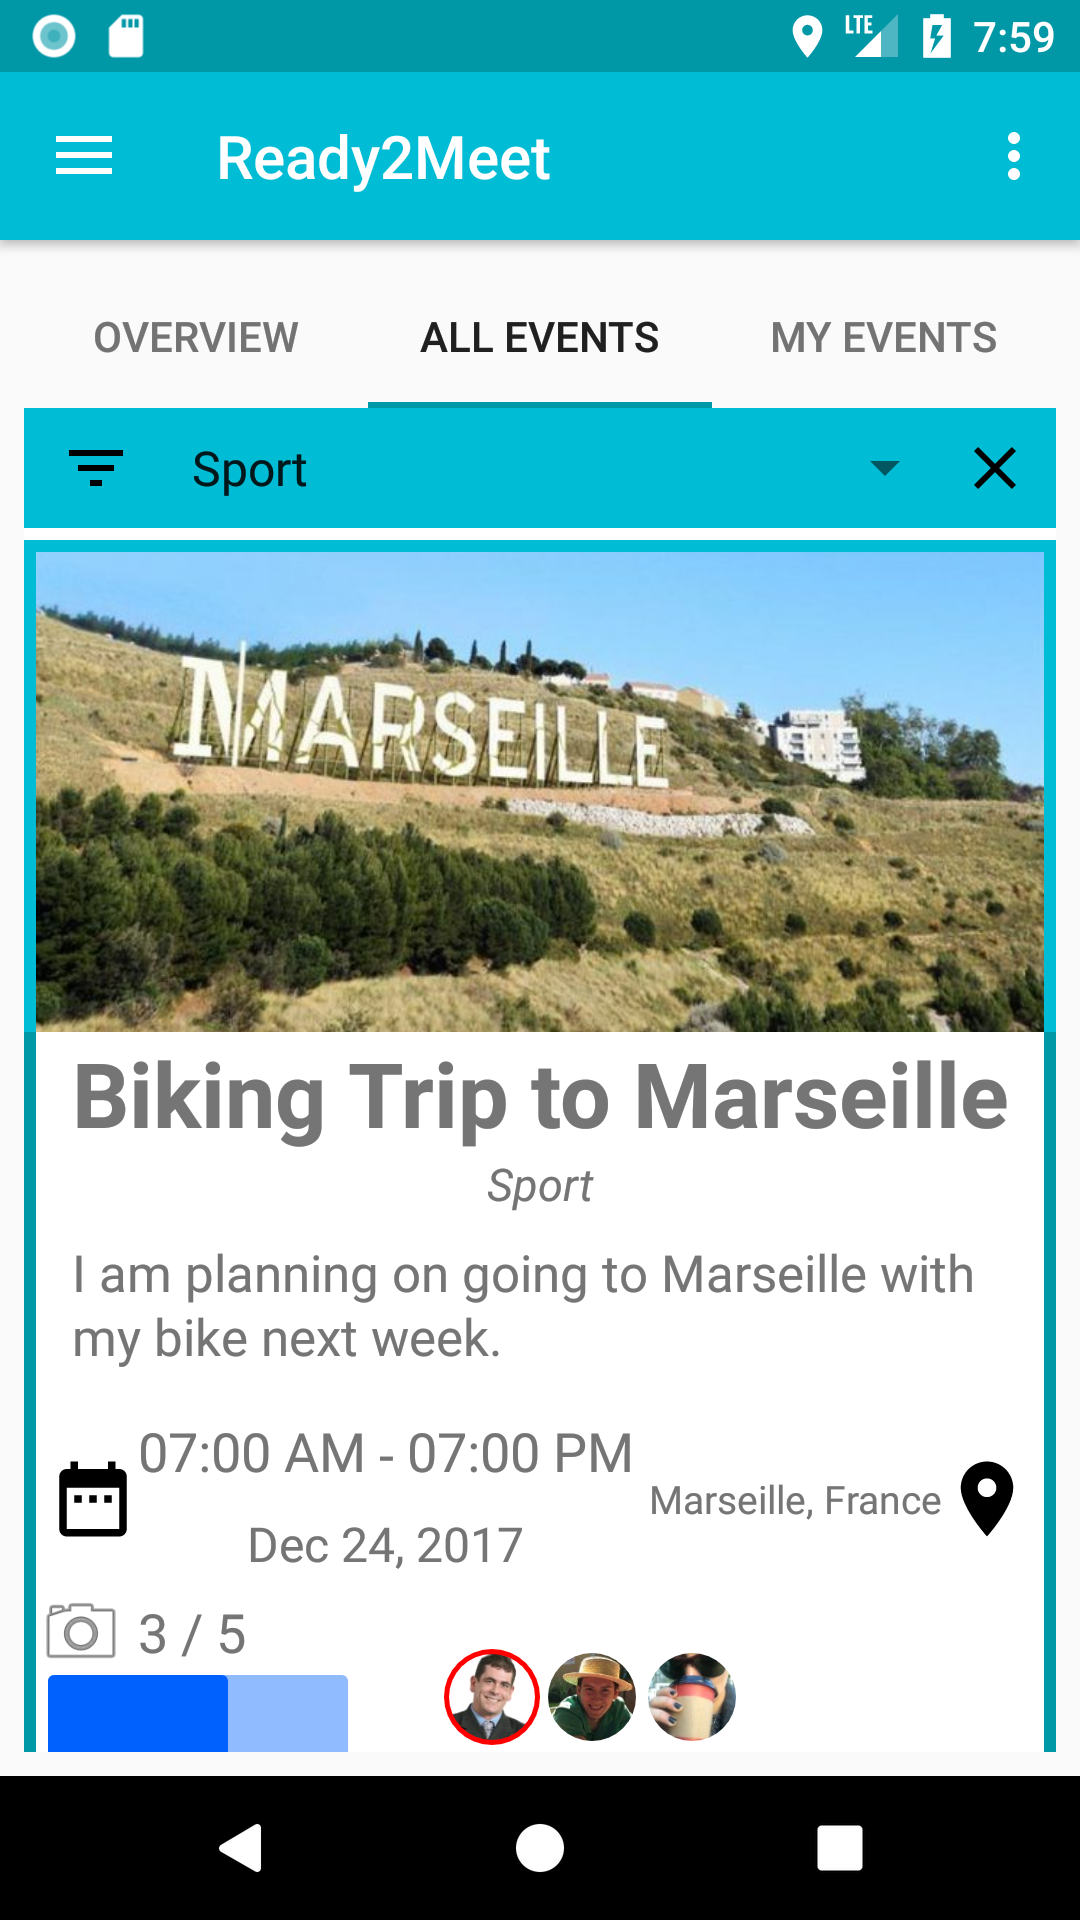 LTE 7:59
Ready2Meet
OVERVIEW ALL EVENTS MY EVENTS
Sport
MARSEILLE
Biking Trip to Marseille
Sport
I am planning on going to Marseille with
my bike next week.
07:00 AM - 07:00 PM
Marseille, France
Dec 24, 2017
3 / 5